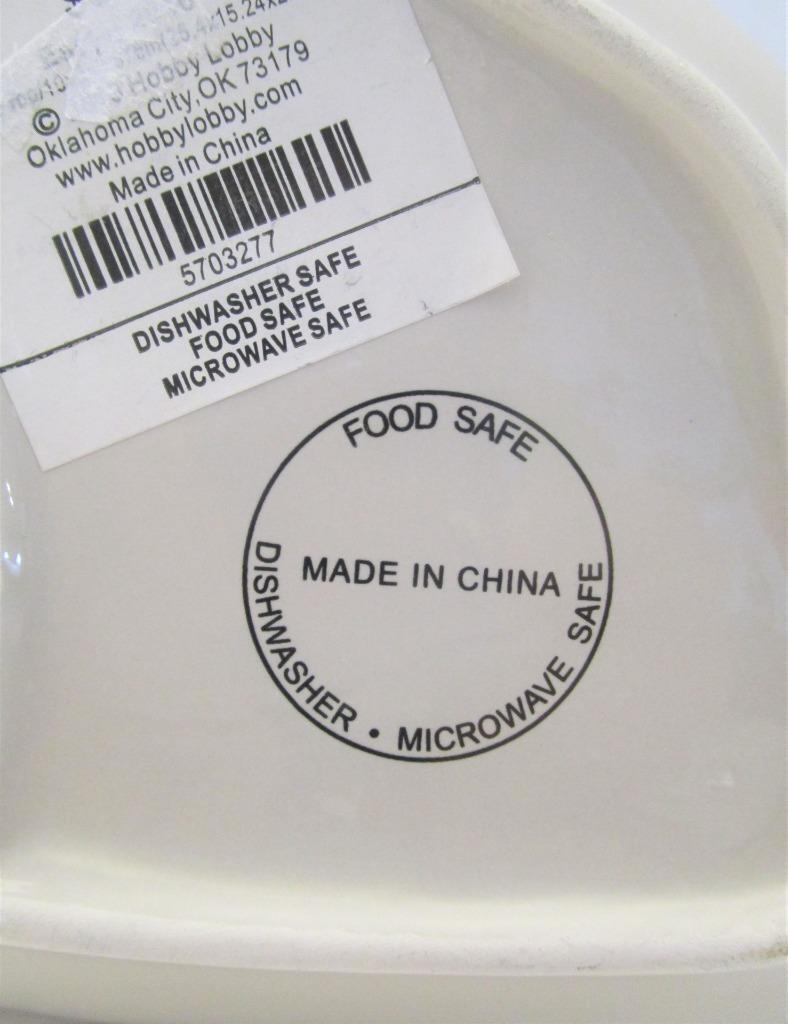 Hobby Lobby
©
Oklahoma City,OK 73179
www.hobbylobby.com
Made in China
5703277
DISHWASHER SAFE
FOOD SAFE
MICROWAVE SAFE
FOOD SAFE
MADE IN CHINA
DISHWASHER • MICROWAVE SAFE